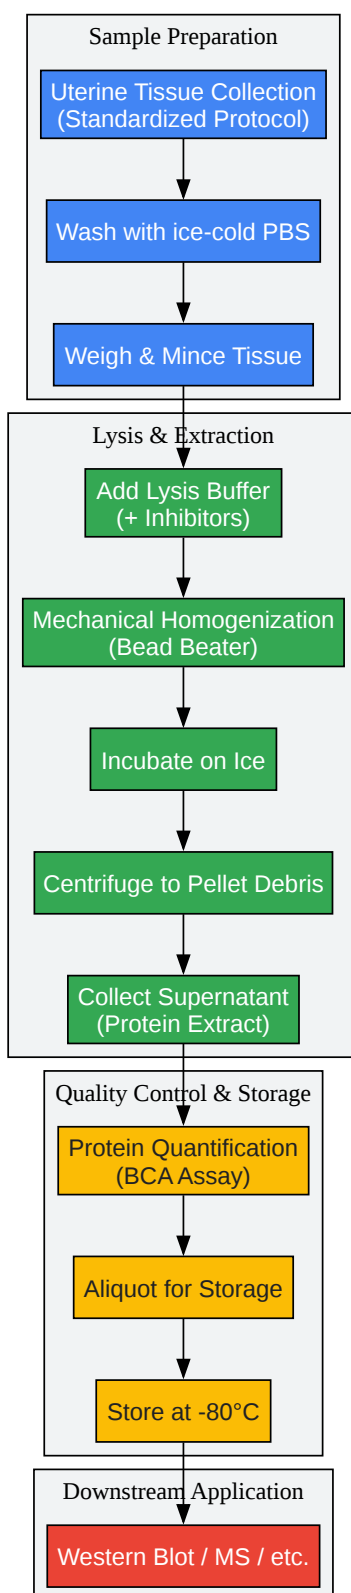 Sample Preparation
Uterine Tissue Collection
(Standardized Protocol)
Wash with ice-cold PBS
Weigh & Mince Tissue
Lysis & Extraction
Add Lysis Buffer
(+ Inhibitors)
Mechanical Homogenization
(Bead Beater)
Incubate on Ice
Centrifuge to Pellet Debris
Collect Supernatant
(Protein Extract)
Quality Control & Storage
Protein Quantification
(BCA Assay)
Aliquot for Storage
Store at -80°C
Downstream Application
Western Blot / MS / etc.